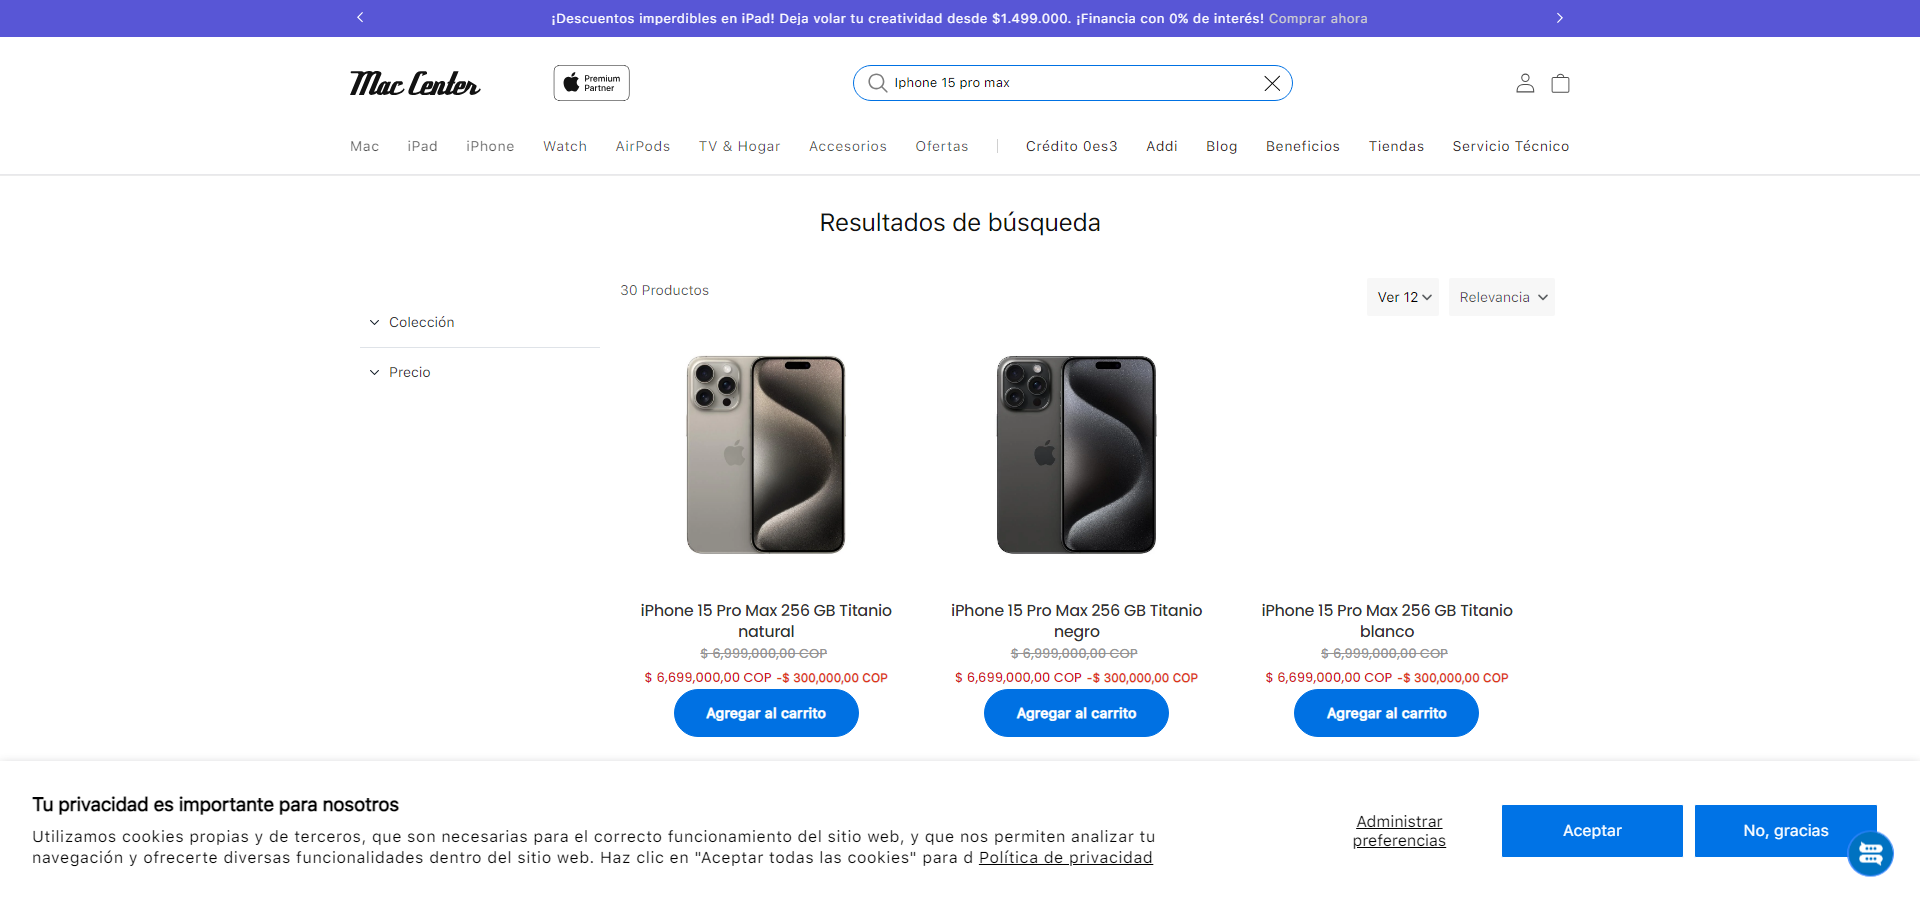 ¡Descuentos imperdibles en iPad! Deja volar tu creatividad desde $1.499.000. ¡Financia con 0% de interés! Comprar ahora
Mac Center
Premium
Partner
Iphone 15 pro max
Mac iPad iPhone Watch AirPods TV & Hogar Accesorios Ofertas Crédito 0es3 Addi Blog Beneficios Tiendas Servicio Técnico
Resultados de búsqueda
30 Productos
Ver 12
Relevancia
Colección
Precio
iPhone 15 Pro Max 256 GB Titanio
natural
$ 6,999,000,00 COP
$ 6,699,000,00 COP -$ 300,000,00 COP
Agregar al carrito
iPhone 15 Pro Max 256 GB Titanio
negro
$ 6,999,000,00 COP
$ 6,699,000,00 COP -$ 300,000,00 COP
Agregar al carrito
iPhone 15 Pro Max 256 GB Titanio
blanco
$ 6,999,000,00 COP
$ 6,699,000,00 COP -$ 300,000,00 COP
Agregar al carrito
Tu privacidad es importante para nosotros
Utilizamos cookies propias y de terceros, que son necesarias para el correcto funcionamiento del sitio web, y que nos permiten analizar tu
navegación y ofrecerte diversas funcionalidades dentro del sitio web. Haz clic en "Aceptar todas las cookies" para d Política de privacidad
Administrar
preferencias
Aceptar
No, gracias